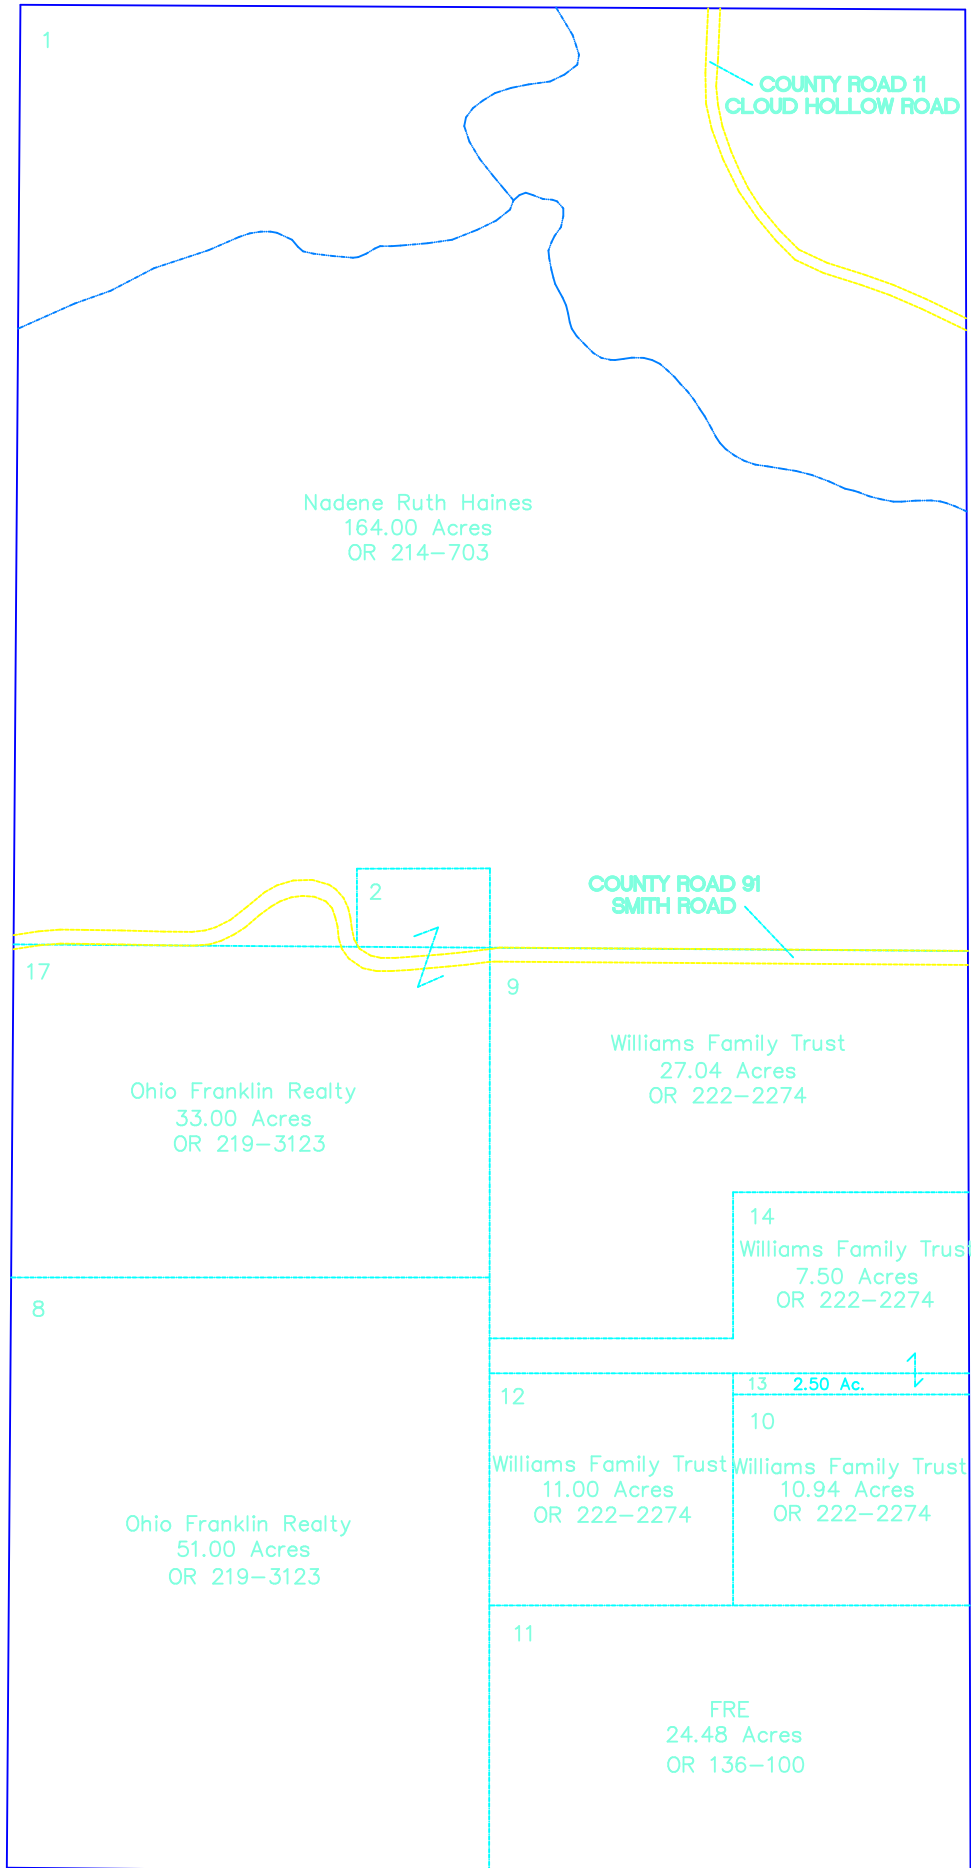 1
COUNTY ROAD 11
CLOUD HOLLOW ROAD
Nadene Ruth Haines
164.00 Acres
OR 214-703
2
COUNTY ROAD 91
SMITH ROAD
17
9
Williams Family Trust
27.04 Acres
OR 222-2274
Ohio Franklin Realty
33.00 Acres
OR 219-3123
14
Williams Family Trust
7.50 Acres
OR 222-2274
8
13 2.50 Ac.
12
10
Williams Family Trust
11.00 Acres
OR 222-2274
Williams Family Trust
10.94 Acres
OR 222-2274
Ohio Franklin Realty
51.00 Acres
OR 219-3123
11
FRE
24.48 Acres
OR 136-100